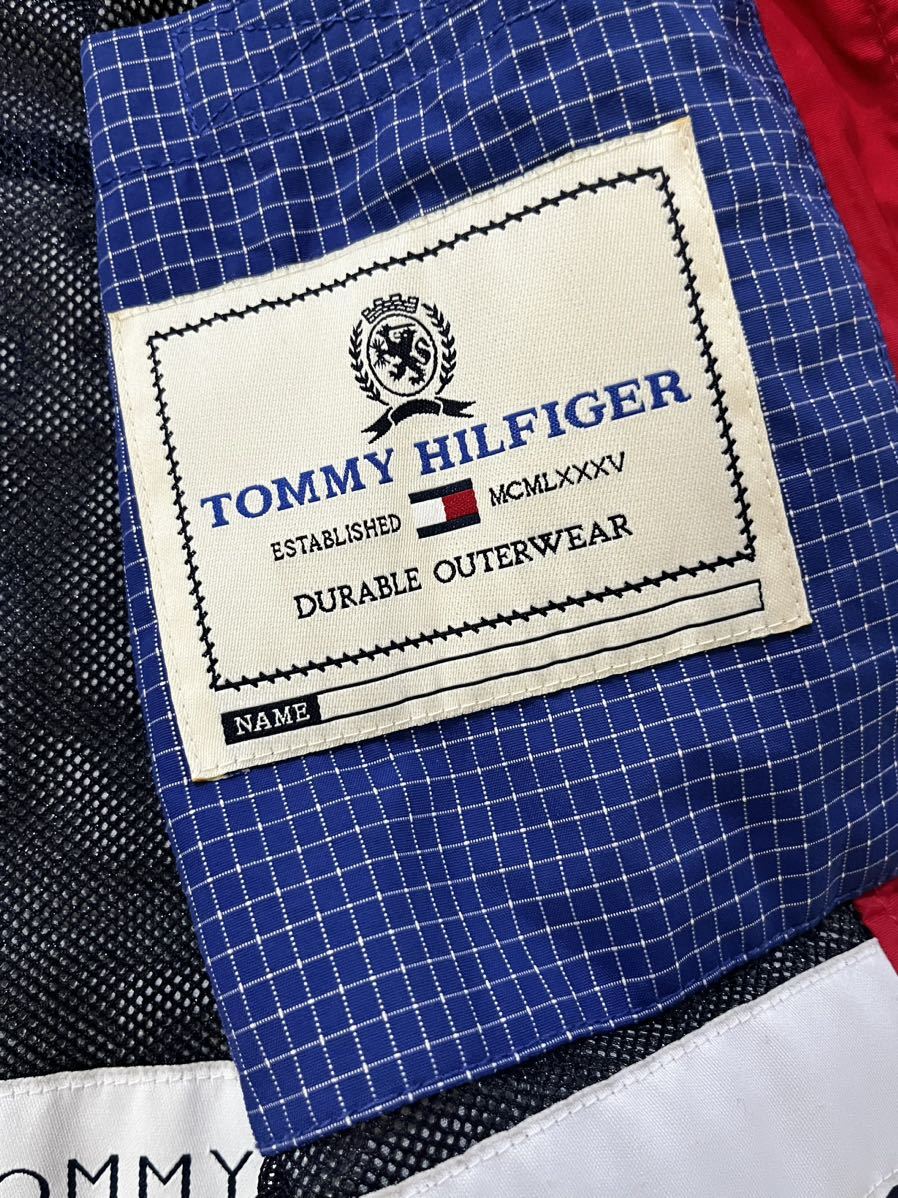 TOMMY HILFIGER
ESTABLISHED MCMLXXXV
DURABLE OUTERWEAR
NAME
OMMY